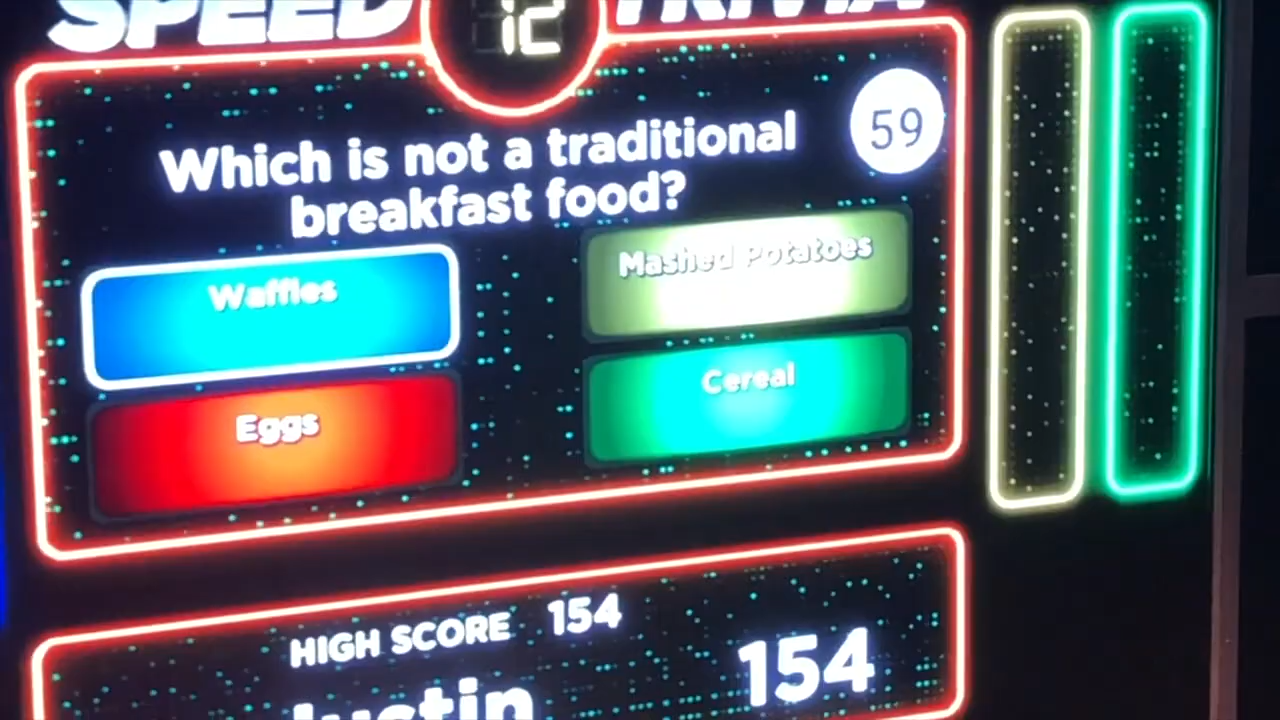 SPEED TRIVIA
12
59
Which is not a traditional
breakfast food?
Waffles
Mashed Potatoes
Eggs
Cereal
HIGH SCORE 154
Justin
154